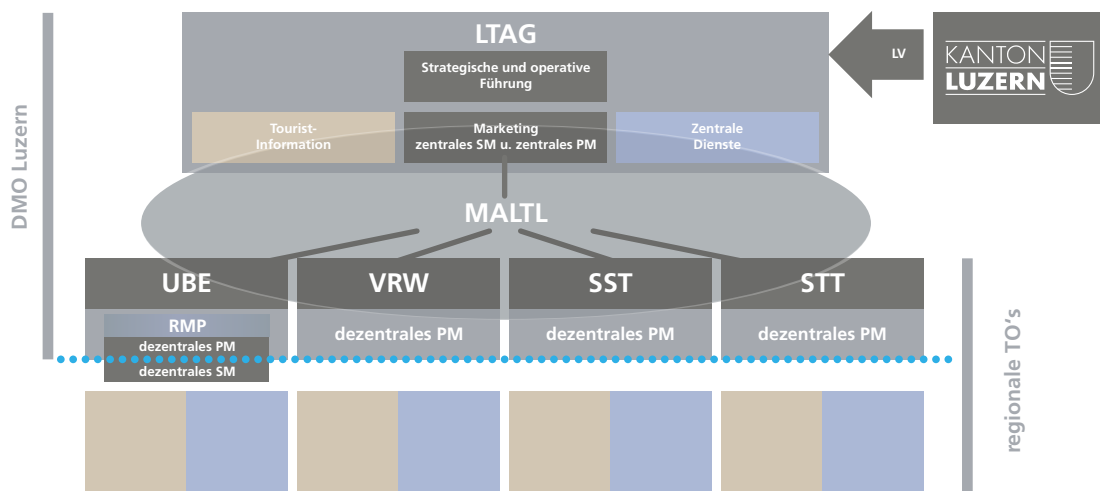 LTAG
Strategische und operative
Führung
Tourist-
Information
Marketing
zentrales SM u. zentrales PM
Zentrale
Dienste
LV
KANTON
LUZERN
DMO Luzern
MALTL
UBE
VRW
SST
STT
RMP
dezentrales PM
dezentrales SM
dezentrales PM
dezentrales PM
dezentrales PM
regionale TO‘s